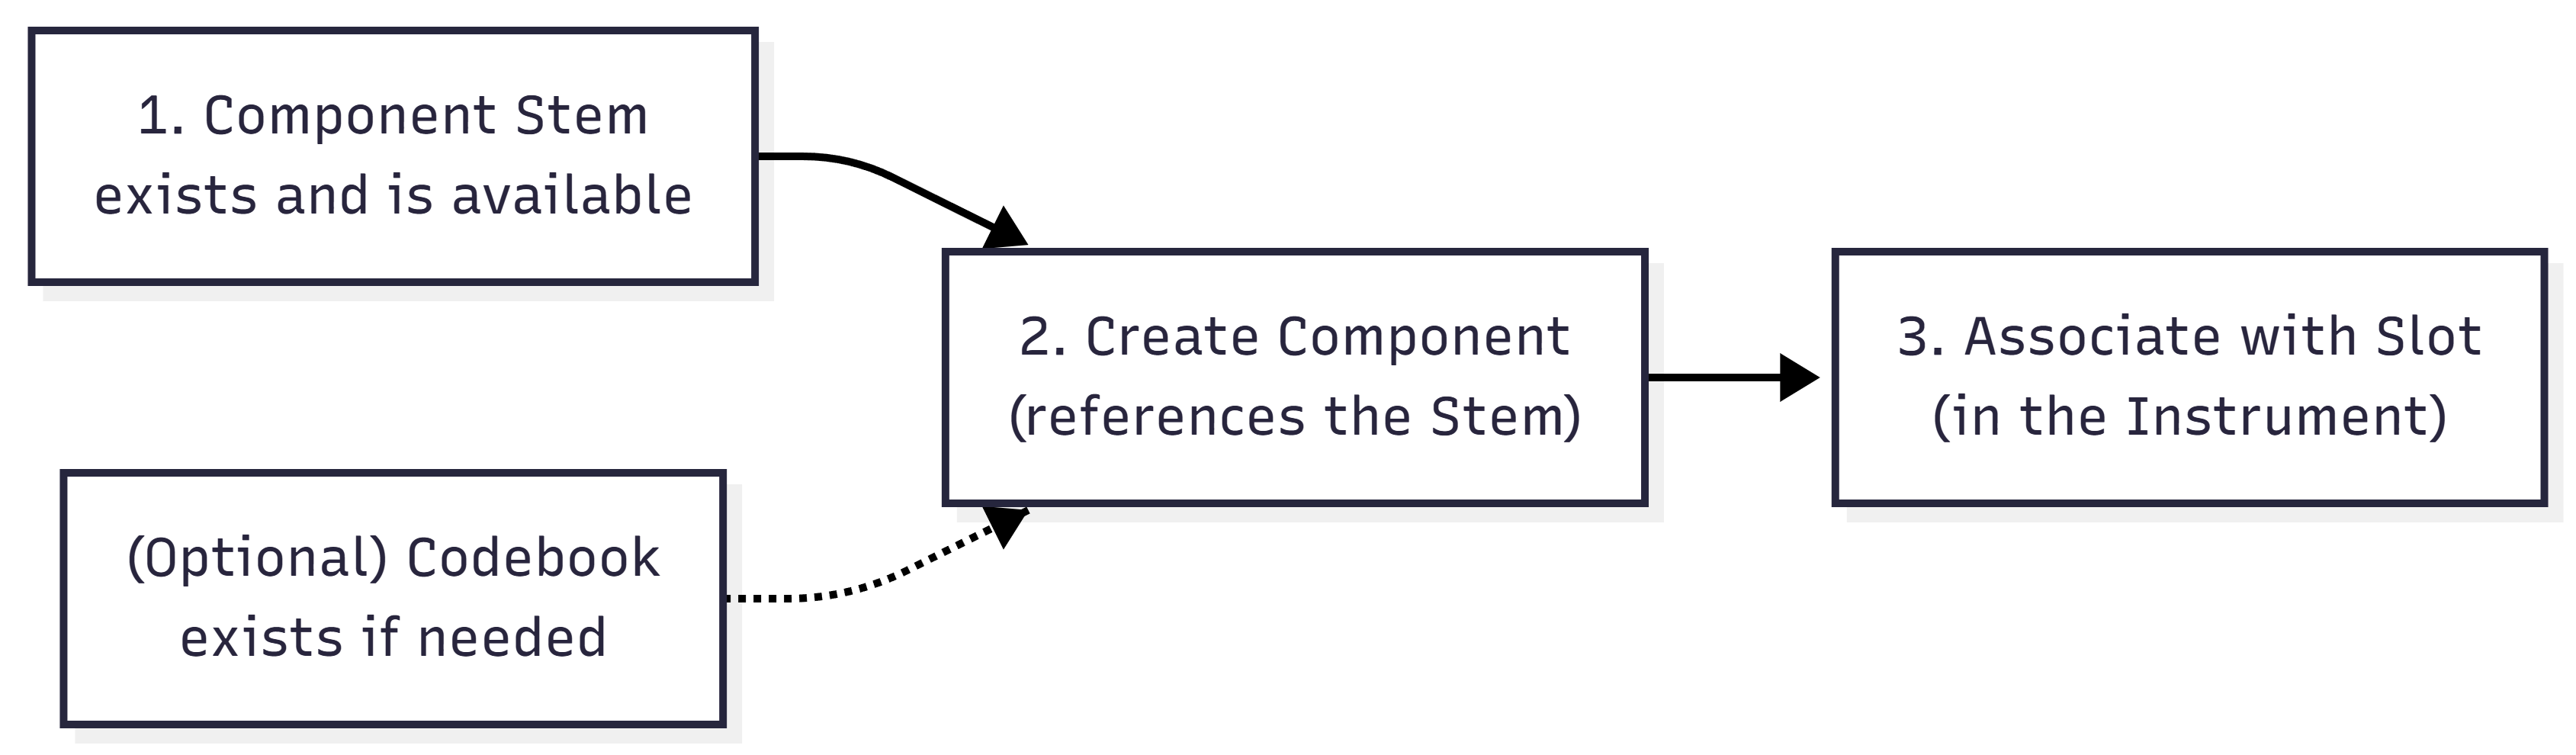 1. Component Stem
exists and is available
(Optional) Codebook
exists if needed
2. Create Component
(references the Stem)
3. Associate with Slot
(in the Instrument)